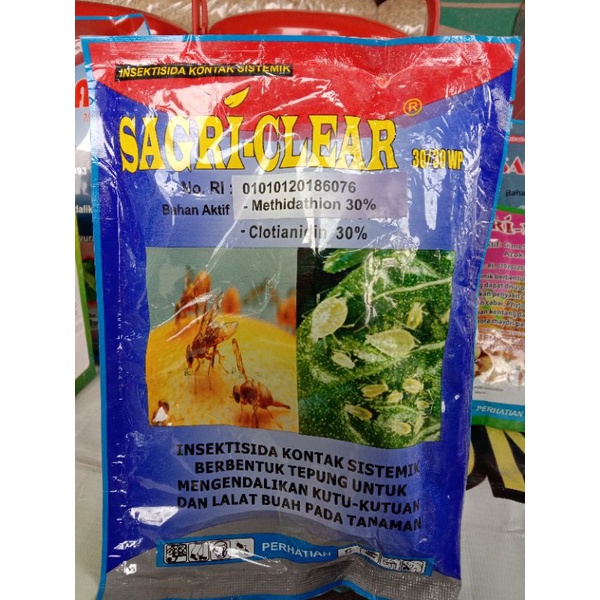 INSEKTISIDA KONTAK SISTEMIK
SAGRI-CLEAR ®
30/30 WP
No. RI : 01010120186076
Bahan Aktif - Methidathion 30%
- Clotianidin 30%
INSEKTISIDA KONTAK SISTEMIK
BERBENTUK TEPUNG UNTUK
MENGENDALIKAN KUTU-KUTUAN
DAN LALAT BUAH PADA TANAMAN
PERHATIAN
PERHATIAN